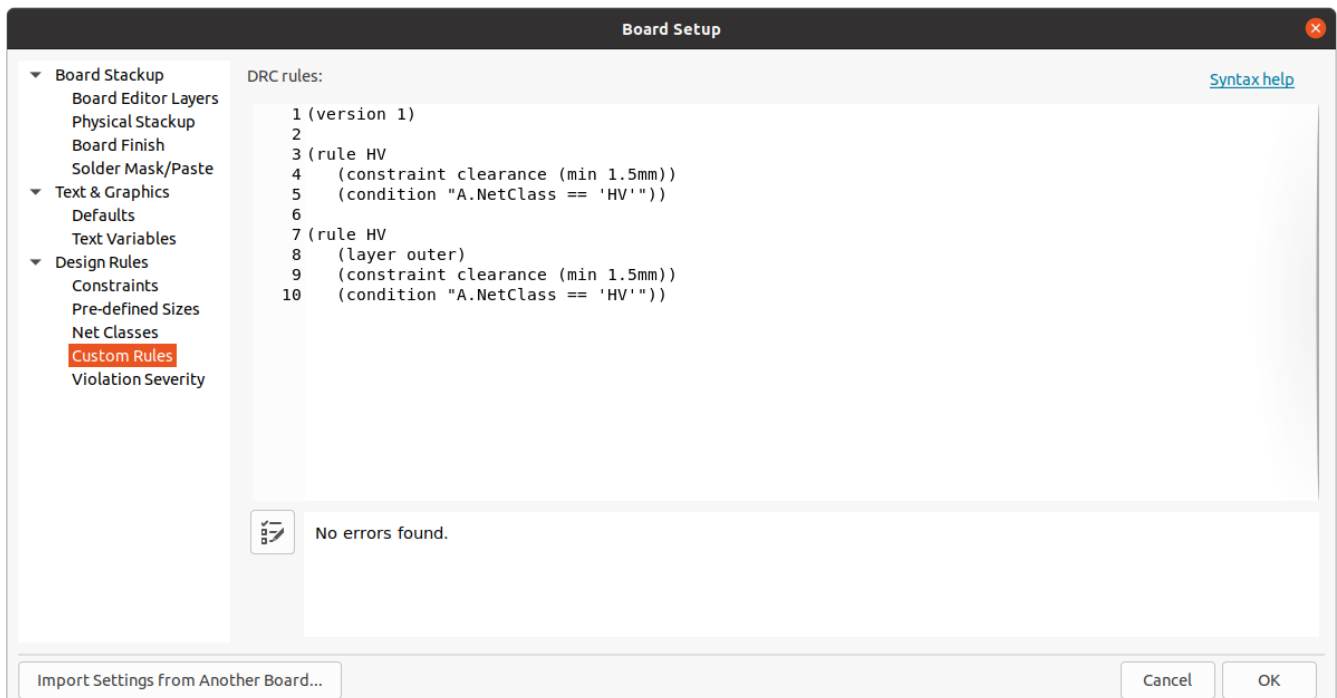 Board Setup
Board Stackup
Board Editor Layers
Physical Stackup
Board Finish
Solder Mask/Paste
Text & Graphics
Defaults
Text Variables
Design Rules
Constraints
Pre-defined Sizes
Net Classes
Custom Rules
Violation Severity
DRC rules:
Syntax help
1 (version 1)
2
3 (rule HV
4 (constraint clearance (min 1.5mm))
5 (condition "A.NetClass == 'HV'"))
6
7 (rule HV
8 (layer outer)
9 (constraint clearance (min 1.5mm))
10 (condition "A.NetClass == 'HV'"))
No errors found.
Import Settings from Another Board...
Cancel
OK